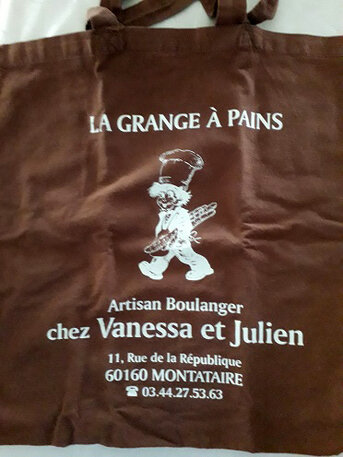 LA GRANGE À PAINS
Artisan Boulanger
chez Vanessa et Julien
11, Rue de la République
60160 MONTATAIRE
☎ 03.44.27.53.63